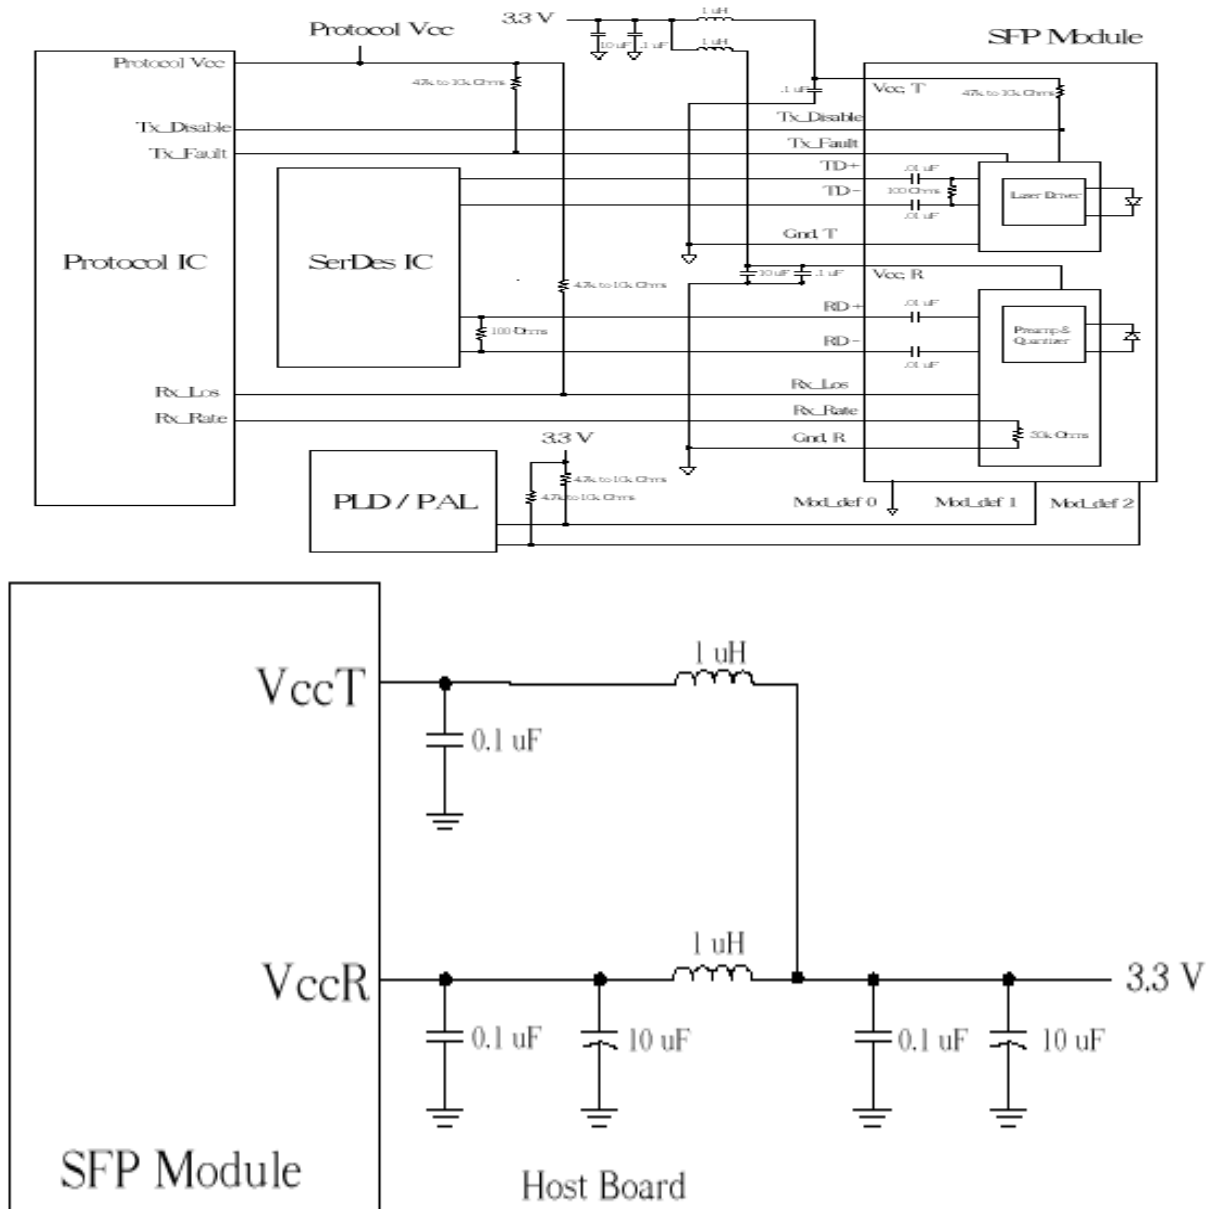 3.3 V
1 uH
Protocol Vcc
10 uF
.1 uF
1 uH
SFP Module
Protocol Vcc
4.7k to 10k Ohms
.1 uF
Vcc, T
4.7k to 10k Ohms
Tx_Disable
Tx_Disable
Tx_Fault
Tx_Fault
TD+
.01 uF
TD-
100 Ohms
Laser Driver
.01 uF
Gnd, T
Protocol IC
SerDes IC
10 uF
.1 uF
Vcc, R
4.7k to 10k Ohms
RD+
.01 uF
100 Ohms
Preamp &
Quantizer
RD-
.01 uF
Rx_Los
Rx_Los
Rx_Rate
Rx_Rate
3.3 V
Gnd, R
30k Ohms
4.7k to 10k Ohms
4.7k to 10k Ohms
PLD / PAL
Mod_def 0
Mod_def 1
Mod_def 2
1 uH
VccT
0.1 uF
1 uH
VccR
3.3 V
0.1 uF
10 uF
0.1 uF
10 uF
SFP Module
Host Board